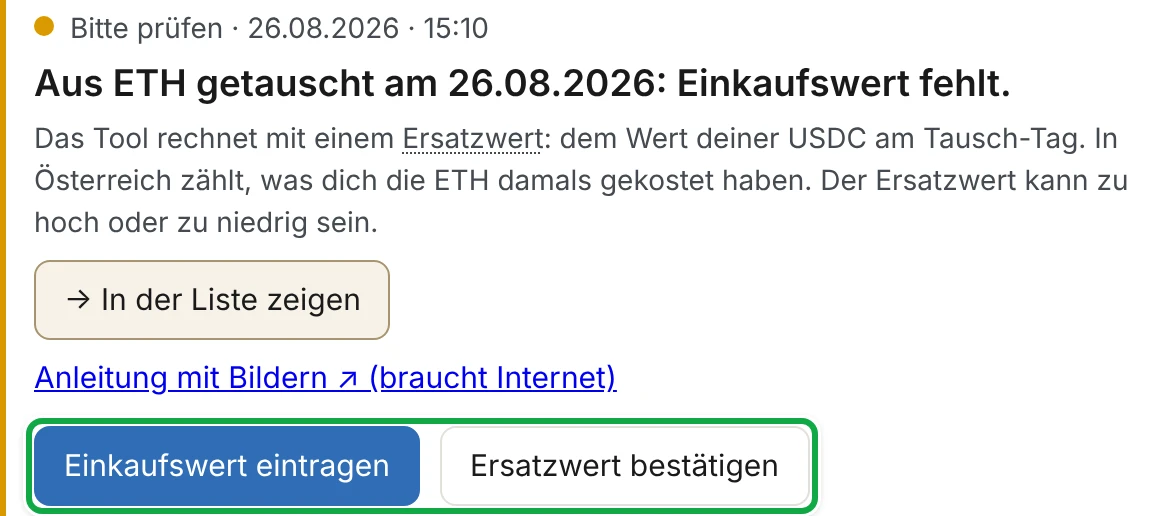 Bitte prüfen · 26.08.2026 · 15:10
Aus ETH getauscht am 26.08.2026: Einkaufswert fehlt.
Das Tool rechnet mit einem Ersatzwert: dem Wert deiner USDC am Tausch-Tag. In
Österreich zählt, was dich die ETH damals gekostet haben. Der Ersatzwert kann zu
hoch oder zu niedrig sein.
→ In der Liste zeigen
Anleitung mit Bildern ↗ (braucht Internet)
Einkaufswert eintragen
Ersatzwert bestätigen